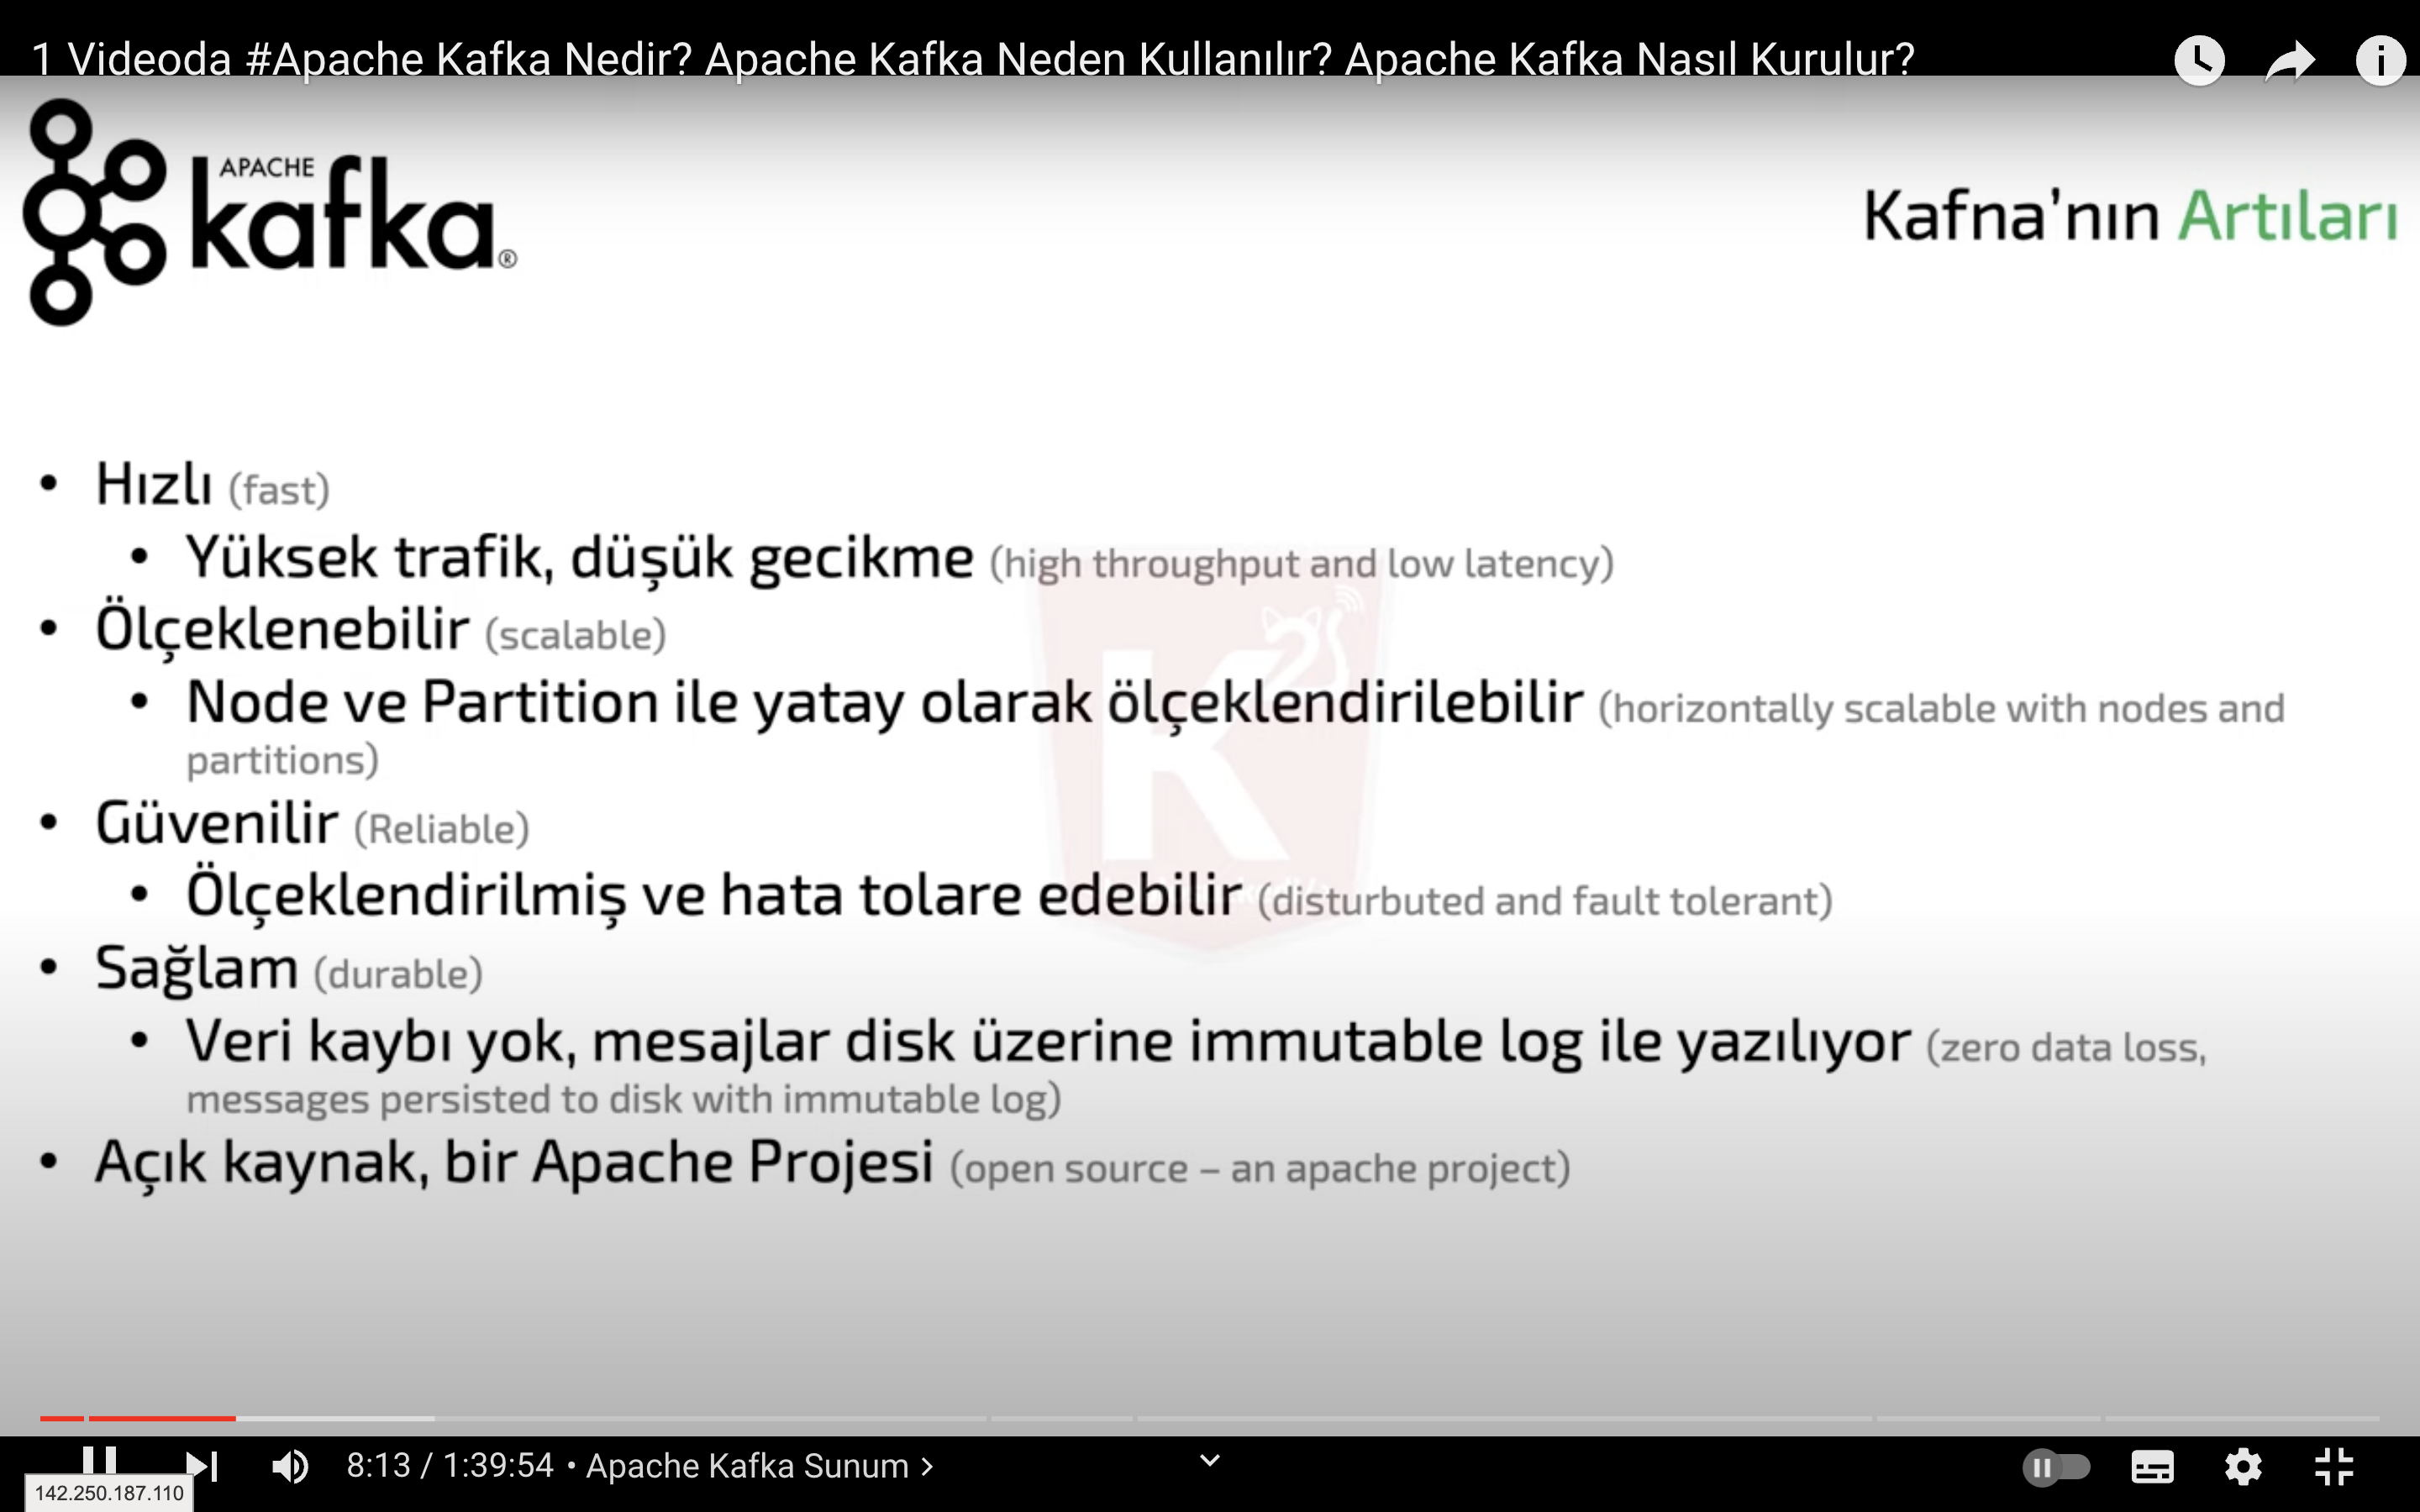 1 Videoda #Apache Kafka Nedir? Apache Kafka Neden Kullanılır? Apache Kafka Nasıl Kurulur?
APACHE
kafka®
Kafna’nın Artıları
• Hızlı (fast)
• Yüksek trafik, düşük gecikme (high throughput and low latency)
• Ölçeklenebilir (scalable)
• Node ve Partition ile yatay olarak ölçeklendirilebilir (horizontally scalable with nodes and
partitions)
• Güvenilir (Reliable)
• Ölçeklendirilmiş ve hata tolare edebilir (disturbuted and fault tolerant)
• Sağlam (durable)
• Veri kaybı yok, mesajlar disk üzerine immutable log ile yazılıyor (zero data loss,
messages persisted to disk with immutable log)
• Açık kaynak, bir Apache Projesi (open source – an apache project)
K
8:13 / 1:39:54 • Apache Kafka Sunum >
142.250.187.110